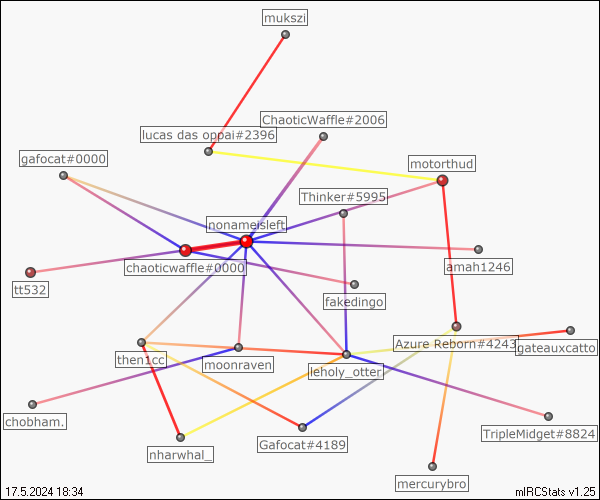 mukszi
ChaoticWaffle#2006
lucas das oppai#2396
gafocat#0000
motorthud
Thinker#5995
nonameisleft
chaoticwaffle#0000
amah1246
tt532
fakedingo
Azure Reborn#4243
gateauxcatto
then1cc
moonraven
leholy_otter
chobham.
TripleMidget#8824
Gafocat#4189
nharwhal_
mercurybro
17.5.2024 18:34
mIRCStats v1.25